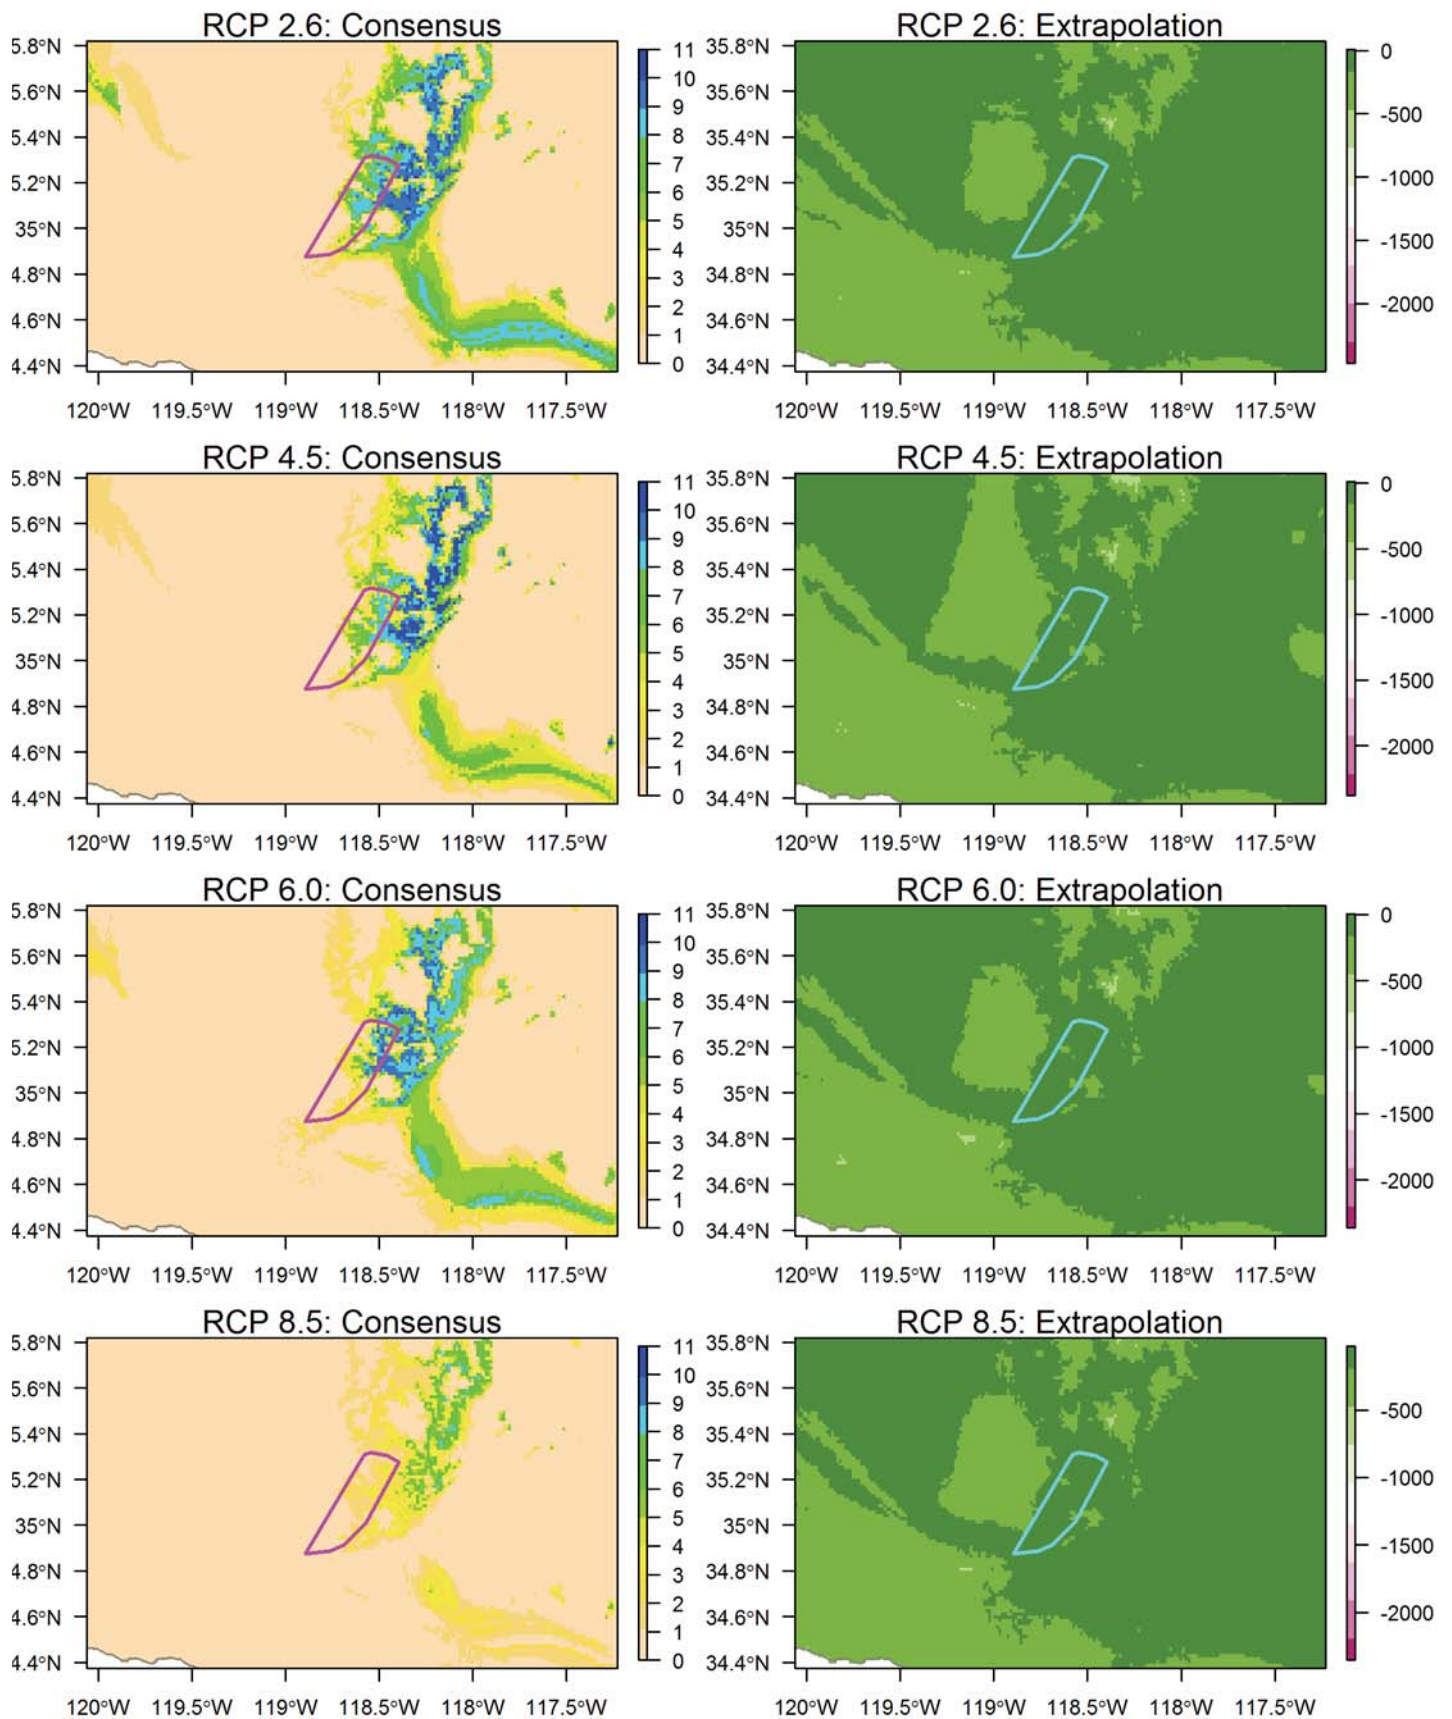 RCP 2.6: Consensus
RCP 2.6: Extrapolation
5.8°N
5.6°N
5.4°N
5.2°N
35°N
4.8°N
4.6°N
4.4°N
120°W 119.5°W 119°W 118.5°W 118°W 117.5°W
11
10
9
8
7
6
5
4
3
2
1
0
35.8°N
35.6°N
35.4°N
35.2°N
35°N
34.8°N
34.6°N
34.4°N
120°W 119.5°W 119°W 118.5°W 118°W 117.5°W
0
-500
-1000
-1500
-2000
RCP 4.5: Consensus
RCP 4.5: Extrapolation
5.8°N
5.6°N
5.4°N
5.2°N
35°N
4.8°N
4.6°N
4.4°N
120°W 119.5°W 119°W 118.5°W 118°W 117.5°W
11
10
9
8
7
6
5
4
3
2
1
0
35.8°N
35.6°N
35.4°N
35.2°N
35°N
34.8°N
34.6°N
34.4°N
120°W 119.5°W 119°W 118.5°W 118°W 117.5°W
0
-500
-1000
-1500
-2000
RCP 6.0: Consensus
RCP 6.0: Extrapolation
5.8°N
5.6°N
5.4°N
5.2°N
35°N
4.8°N
4.6°N
4.4°N
120°W 119.5°W 119°W 118.5°W 118°W 117.5°W
11
10
9
8
7
6
5
4
3
2
1
0
35.8°N
35.6°N
35.4°N
35.2°N
35°N
34.8°N
34.6°N
34.4°N
120°W 119.5°W 119°W 118.5°W 118°W 117.5°W
0
-500
-1000
-1500
-2000
RCP 8.5: Consensus
RCP 8.5: Extrapolation
5.8°N
5.6°N
5.4°N
5.2°N
35°N
4.8°N
4.6°N
4.4°N
120°W 119.5°W 119°W 118.5°W 118°W 117.5°W
11
10
9
8
7
6
5
4
3
2
1
0
35.8°N
35.6°N
35.4°N
35.2°N
35°N
34.8°N
34.6°N
34.4°N
120°W 119.5°W 119°W 118.5°W 118°W 117.5°W
-500
-1000
-1500
-2000